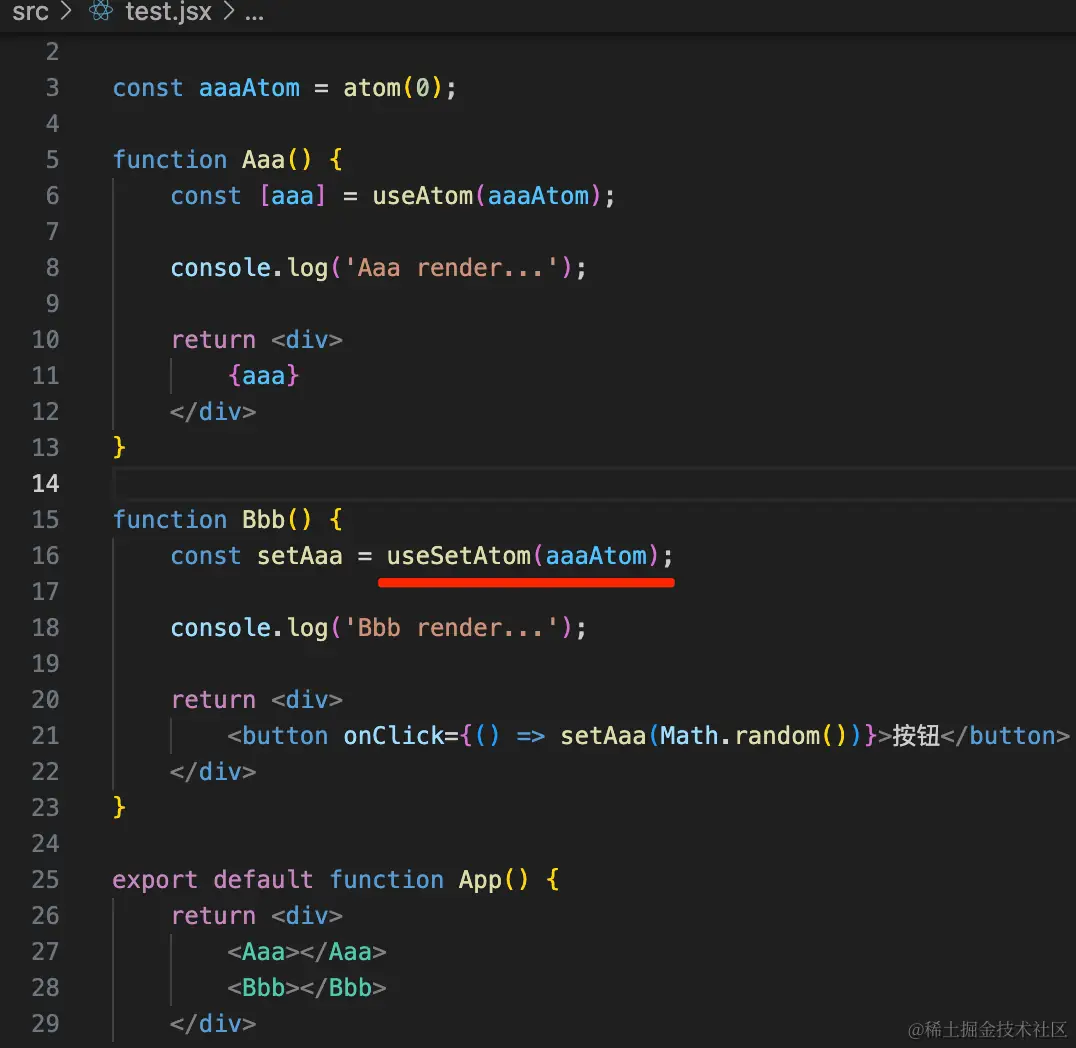 src > test.jsx > ...
2
3 const aaaAtom = atom(0);
4
5 function Aaa() {
6     const [aaa] = useAtom(aaaAtom);
7
8     console.log('Aaa render...');
9
10     return <div>
11         {aaa}
12     </div>
13 }
14
15 function Bbb() {
16     const setAaa = useSetAtom(aaaAtom);
17
18     console.log('Bbb render...');
19
20     return <div>
21         <button onClick={() => setAaa(Math.random())}>按钮</button>
22     </div>
23 }
24
25 export default function App() {
26     return <div>
27         <Aaa></Aaa>
28         <Bbb></Bbb>
29     </div>
@稀土掘金技术社区